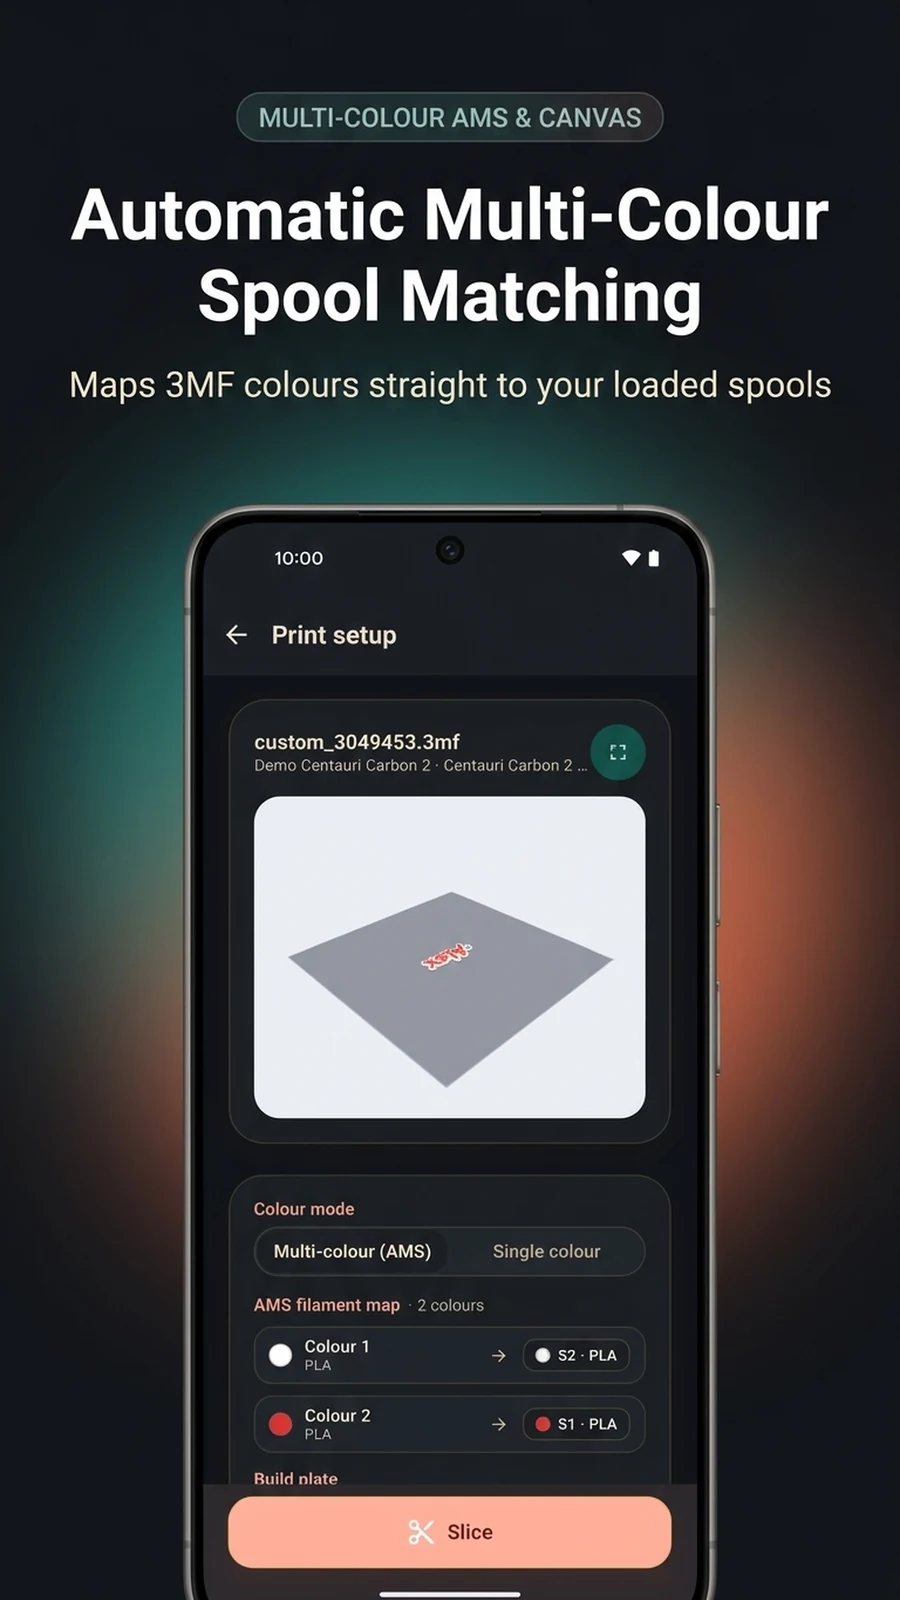 MULTI-COLOUR AMS & CANVAS
Automatic Multi-Colour
Spool Matching
Maps 3MF colours straight to your loaded spools
10:00
Print setup
custom_3049453.3mf
Demo Centauri Carbon 2 · Centauri Carbon 2 ...
Alex
Colour mode
Multi-colour (AMS)
Single colour
AMS filament map · 2 colours
Colour 1
PLA
S2 · PLA
Colour 2
PLA
S1 · PLA
Build plate
Slice